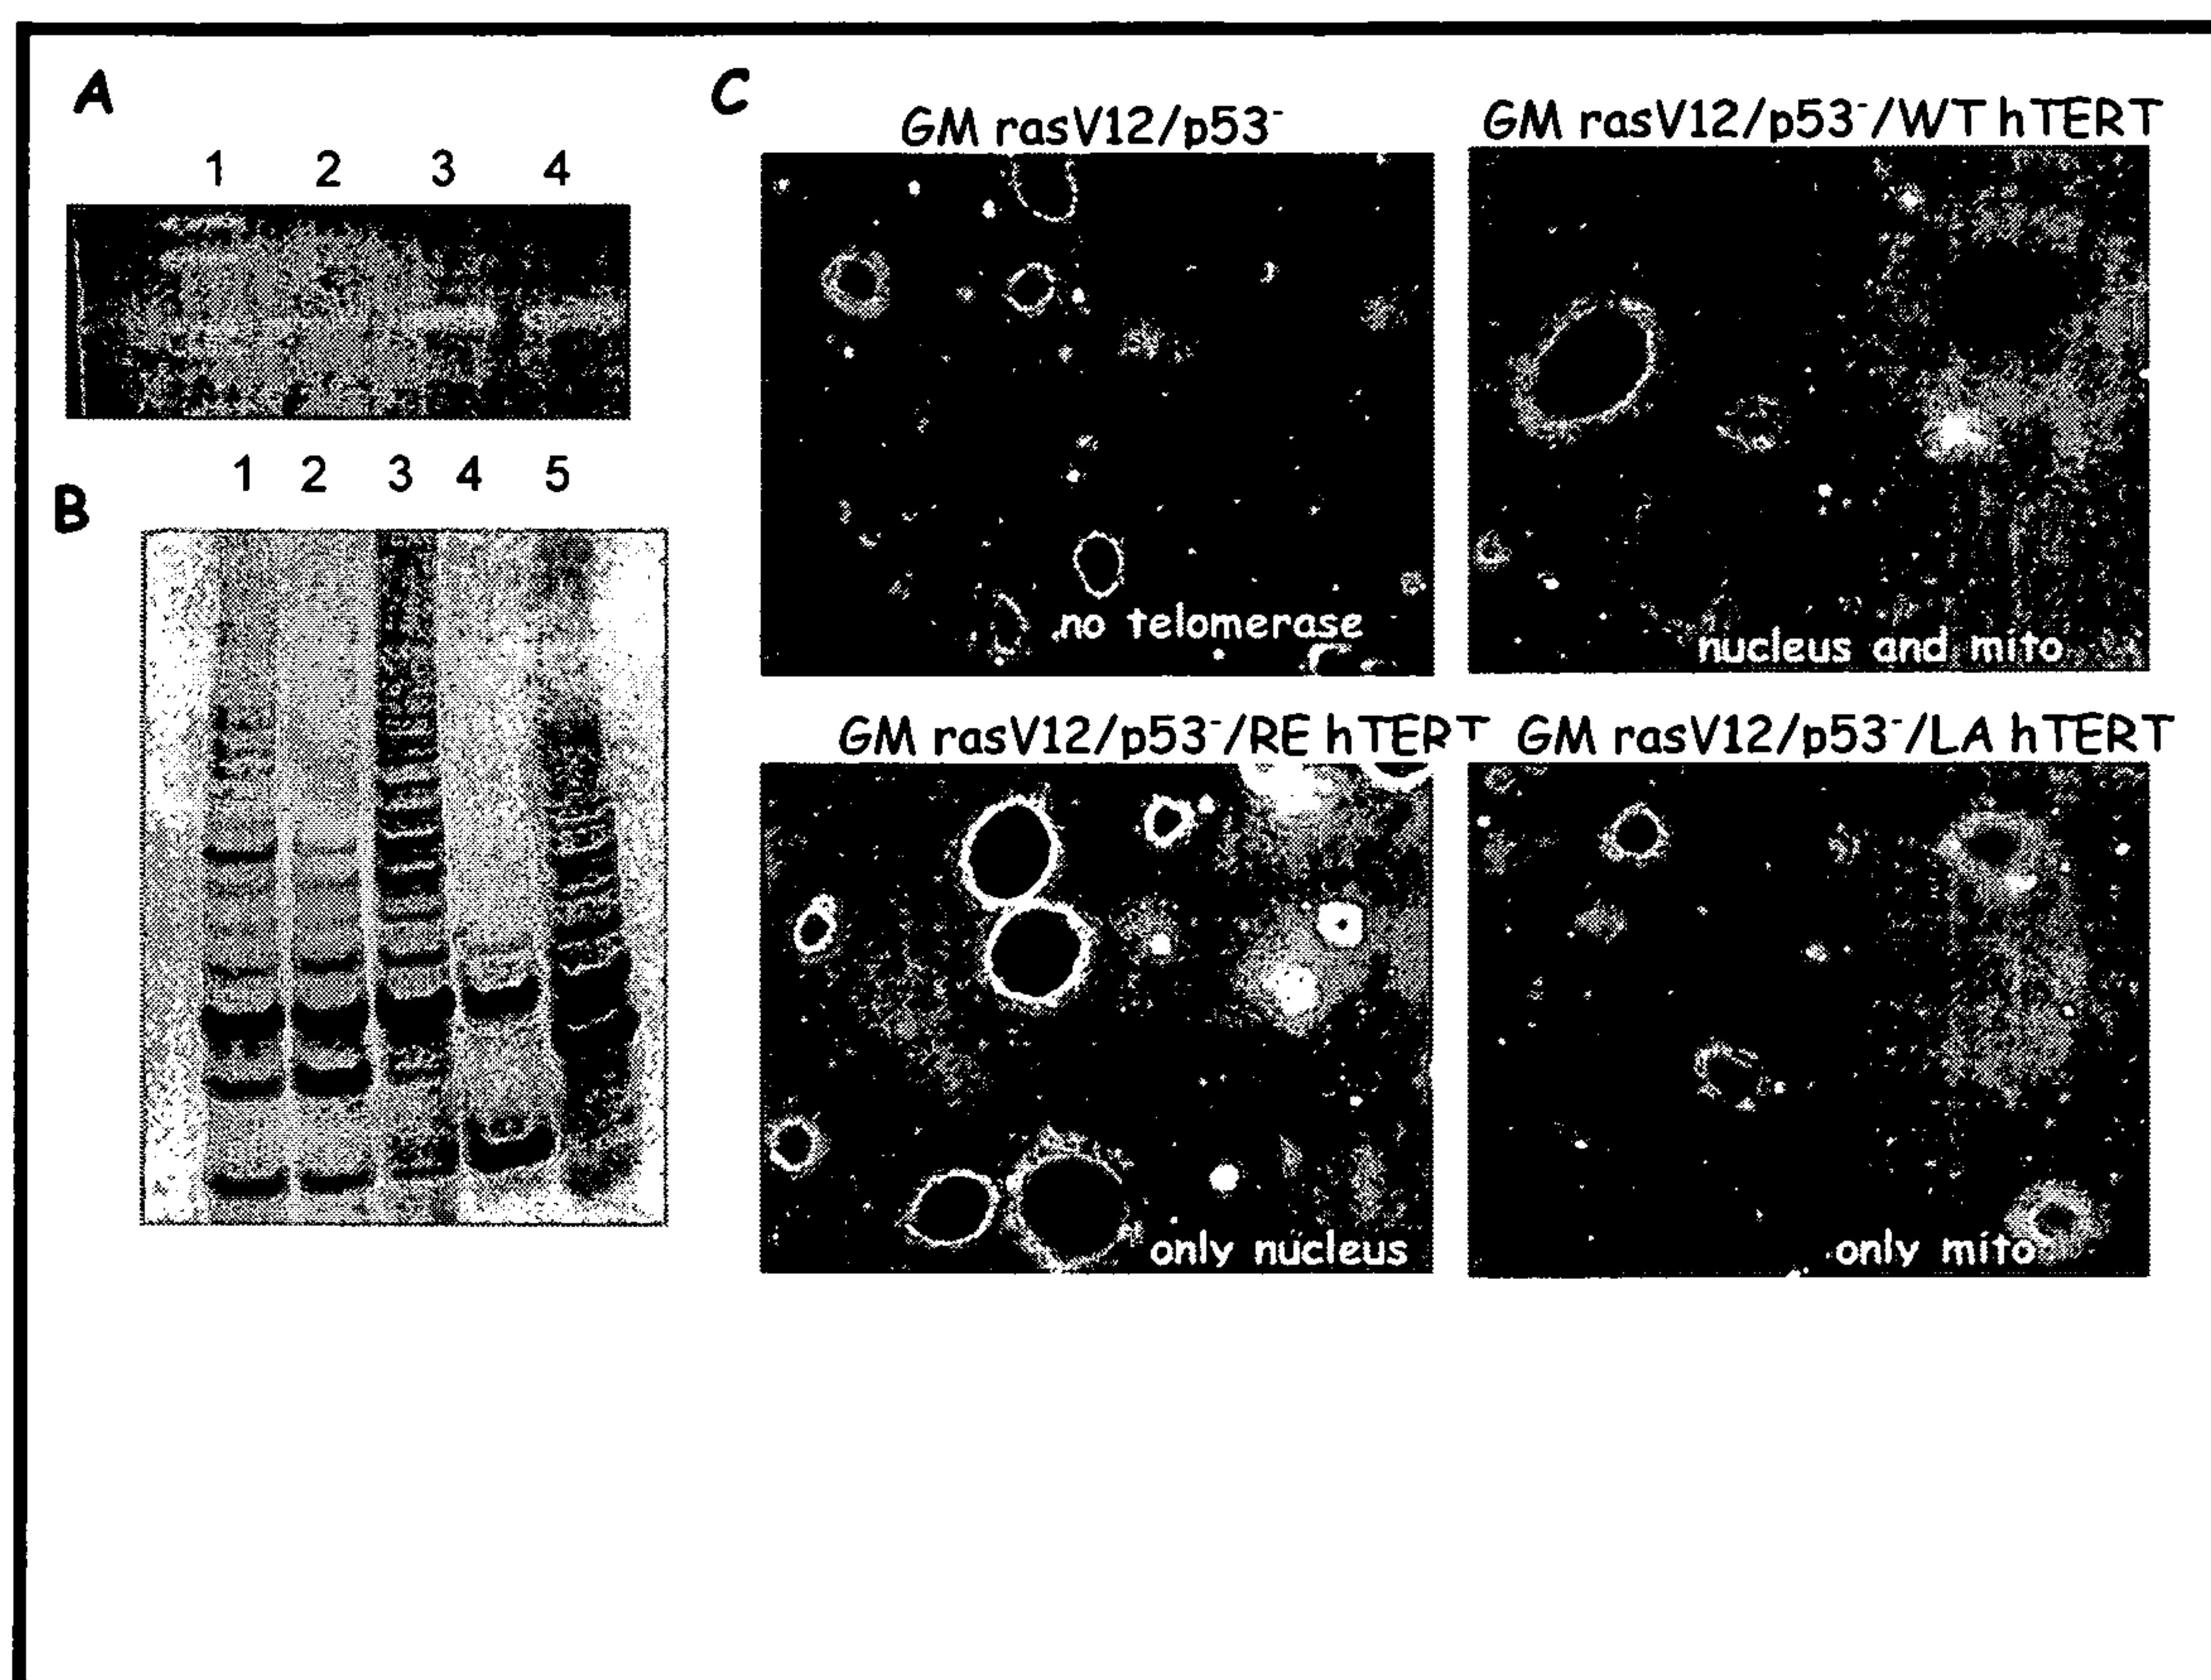 A
1 2 3 4
B
1 2 3 4 5
C
GM rasV12/p53⁻
no telomerase
GM rasV12/p53⁻/WT hTERT
nucleus and mito
GM rasV12/p53⁻/RE hTERT
only nucleus
GM rasV12/p53⁻/LA hTERT
only mito